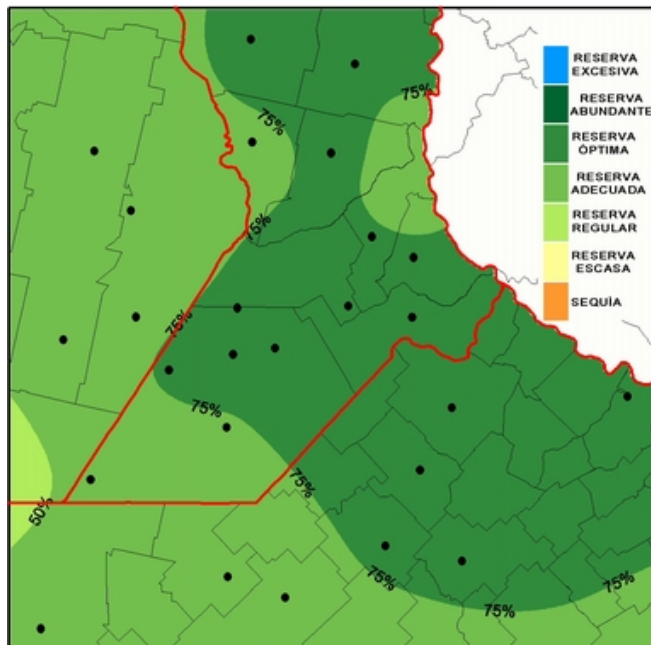 75%
75%
75%
75%
75%
75%
50%
75%
75%
75%
RESERVA
EXCESIVA
RESERVA
ABUNDANTE
RESERVA
ÓPTIMA
RESERVA
ADECUADA
RESERVA
REGULAR
RESERVA
ESCASA
SEQUÍA